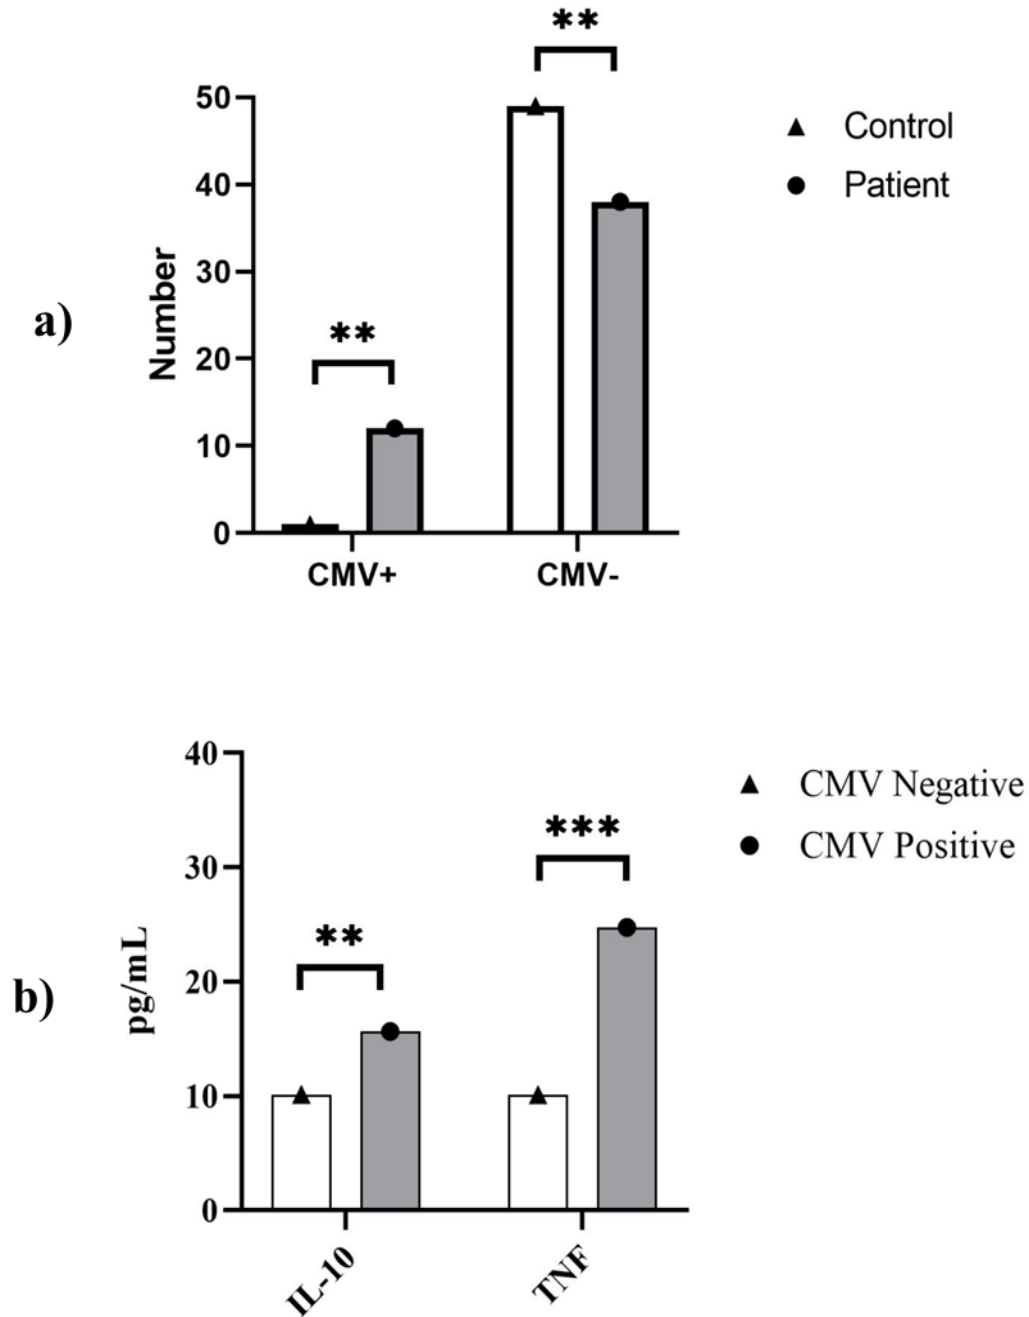 **
50
Control
40
Patient
Number
30
a)
**
20
10
0
CMV+ CMV-
40
CMV Negative
***
CMV Positive
30
**
pg/mL
20
b)
10
0
IL-10 TNF